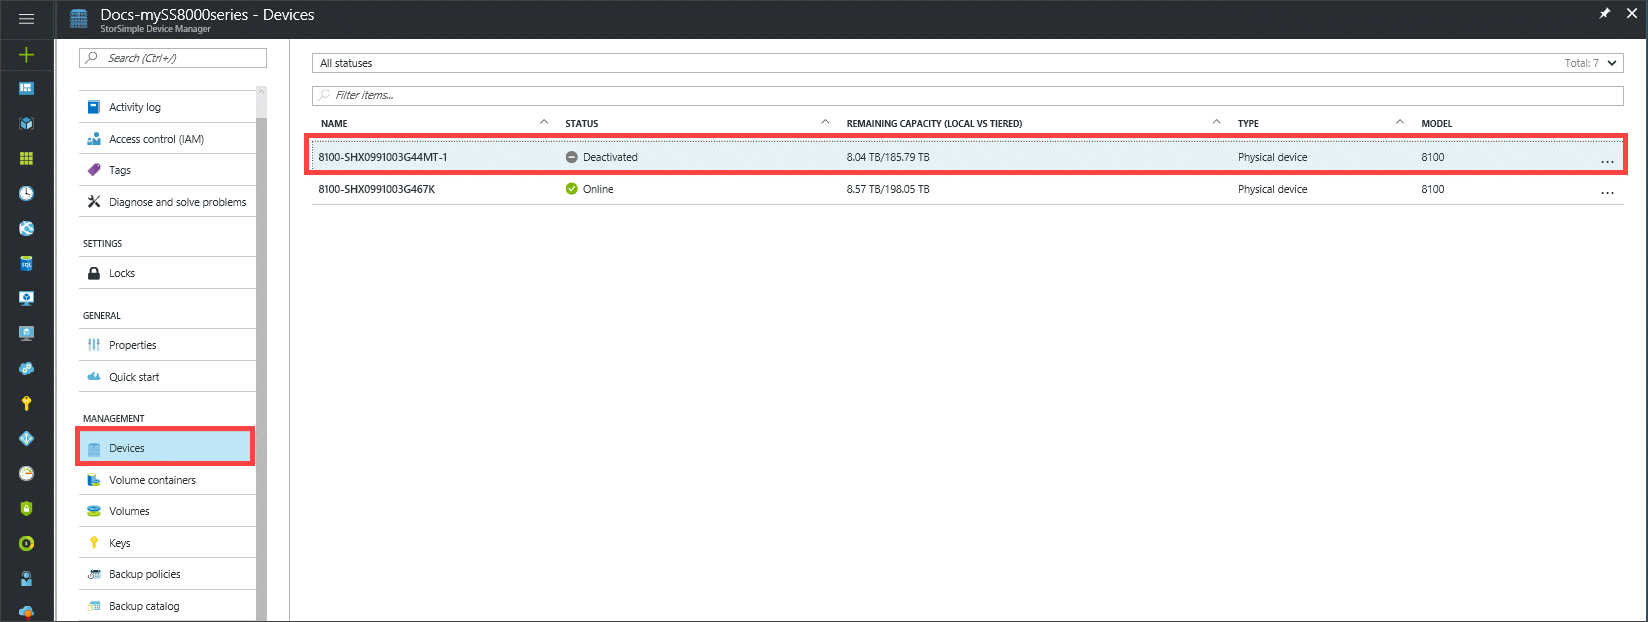 Docs-mySS8000series - Devices
StorSimple Device Manager
Search (Ctrl+/)
Activity log
Access control (IAM)
Tags
Diagnose and solve problems
SETTINGS
Locks
GENERAL
Properties
Quick start
MANAGEMENT
Devices
Volume containers
Volumes
Keys
Backup policies
Backup catalog
All statuses Total: 7
Filter items...
NAME STATUS REMAINING CAPACITY (LOCAL VS TIERED) TYPE MODEL
8100-SHX0991003G44MT-1 Deactivated 8.04 TB/185.79 TB Physical device 8100 ...
8100-SHX0991003G467K Online 8.57 TB/198.05 TB Physical device 8100 ...
SQL